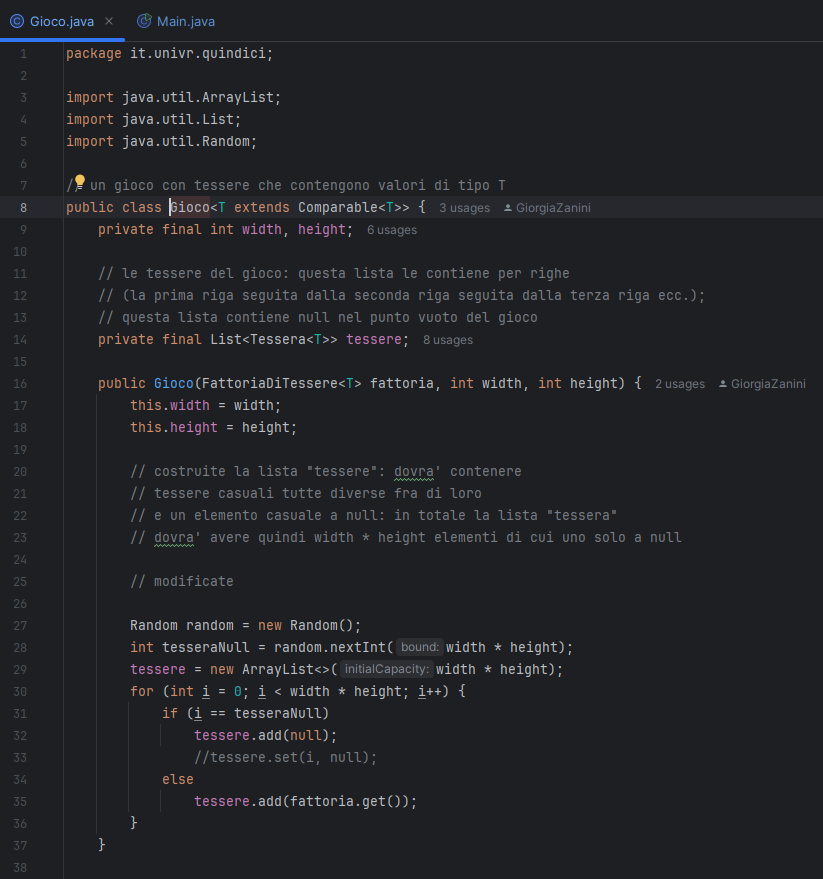 Gioco.java × Main.java
1 package it.univr.quindici;
2
3 import java.util.ArrayList;
4 import java.util.List;
5 import java.util.Random;
6
7 // un gioco con tessere che contengono valori di tipo T
8 public class Gioco<T extends Comparable<T>> { 3 usages GiorgiaZanini
9 private final int width, height; 6 usages
10
11 // le tessere del gioco: questa lista le contiene per righe
12 // (la prima riga seguita dalla seconda riga seguita dalla terza riga ecc.);
13 // questa lista contiene null nel punto vuoto del gioco
14 private final List<Tessera<T>> tessere; 8 usages
15
16 public Gioco(FattoriaDiTessere<T> fattoria, int width, int height) { 2 usages GiorgiaZanini
17 this.width = width;
18 this.height = height;
19
20 // costruite la lista "tessere": dovra' contenere
21 // tessere casuali tutte diverse fra di loro
22 // e un elemento casuale a null: in totale la lista "tessera"
23 // dovra' avere quindi width * height elementi di cui uno solo a null
24
25 // modificate
26
27 Random random = new Random();
28 int tesseraNull = random.nextInt( bound: width * height);
29 tessere = new ArrayList<>( initialCapacity: width * height);
30 for (int i = 0; i < width * height; i++) {
31 if (i == tesseraNull)
32 tessere.add(null);
33 //tessere.set(i, null);
34 else
35 tessere.add(fattoria.get());
36 }
37 }
38